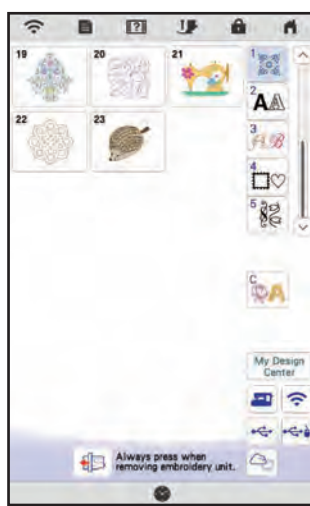 19
20
21
22
23
1
2
AA
3
AB
4
5
C
A
My Design
Center
Always press when
removing embroidery unit.